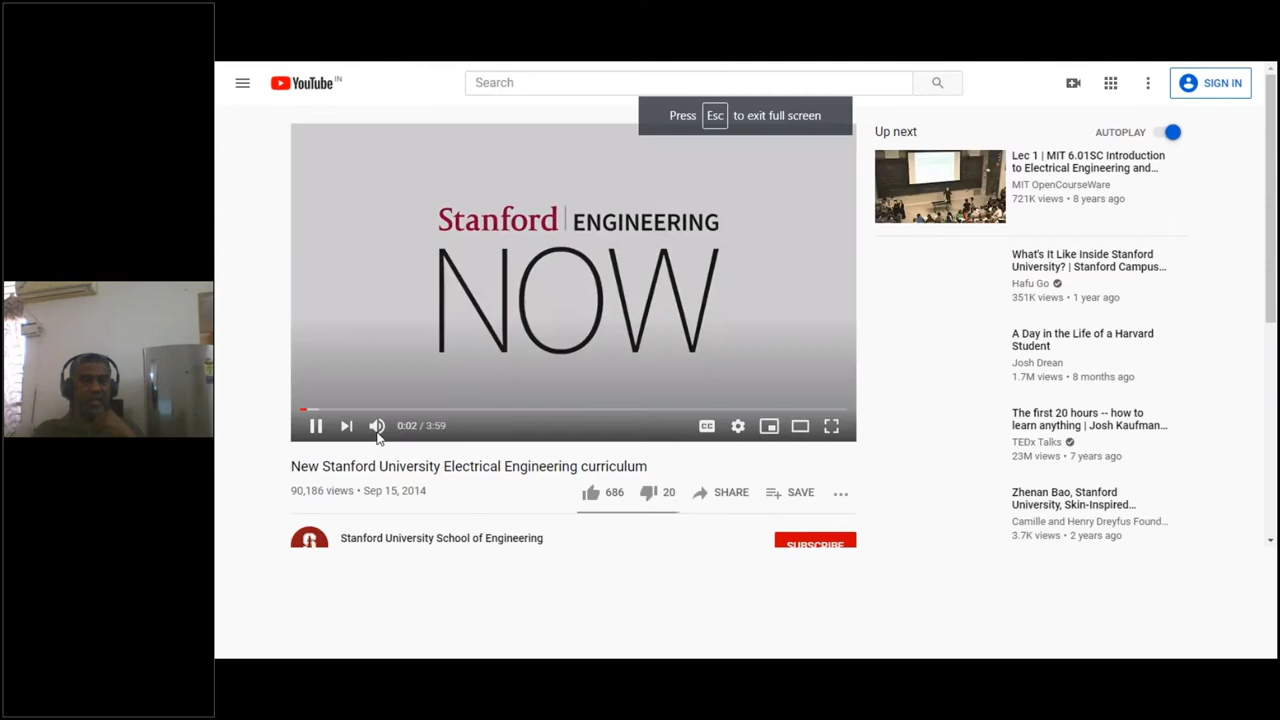 YouTube IN
Search
SIGN IN
Press Esc to exit full screen
Stanford | ENGINEERING
NOW
0:02 / 3:59
CC
New Stanford University Electrical Engineering curriculum
90,186 views • Sep 15, 2014
686
20
SHARE
SAVE
Stanford University School of Engineering
SUBSCRIBE
Up next
AUTOPLAY
Lec 1 | MIT 6.01SC Introduction
to Electrical Engineering and...
MIT OpenCourseWare
721K views • 8 years ago
What's It Like Inside Stanford
University? | Stanford Campus...
Hafu Go
351K views • 1 year ago
A Day in the Life of a Harvard
Student
Josh Drean
1.7M views • 8 months ago
The first 20 hours -- how to
learn anything | Josh Kaufman...
TEDx Talks
23M views • 7 years ago
Zhenan Bao, Stanford
University, Skin-Inspired...
Camille and Henry Dreyfus Found...
3.7K views • 2 years ago